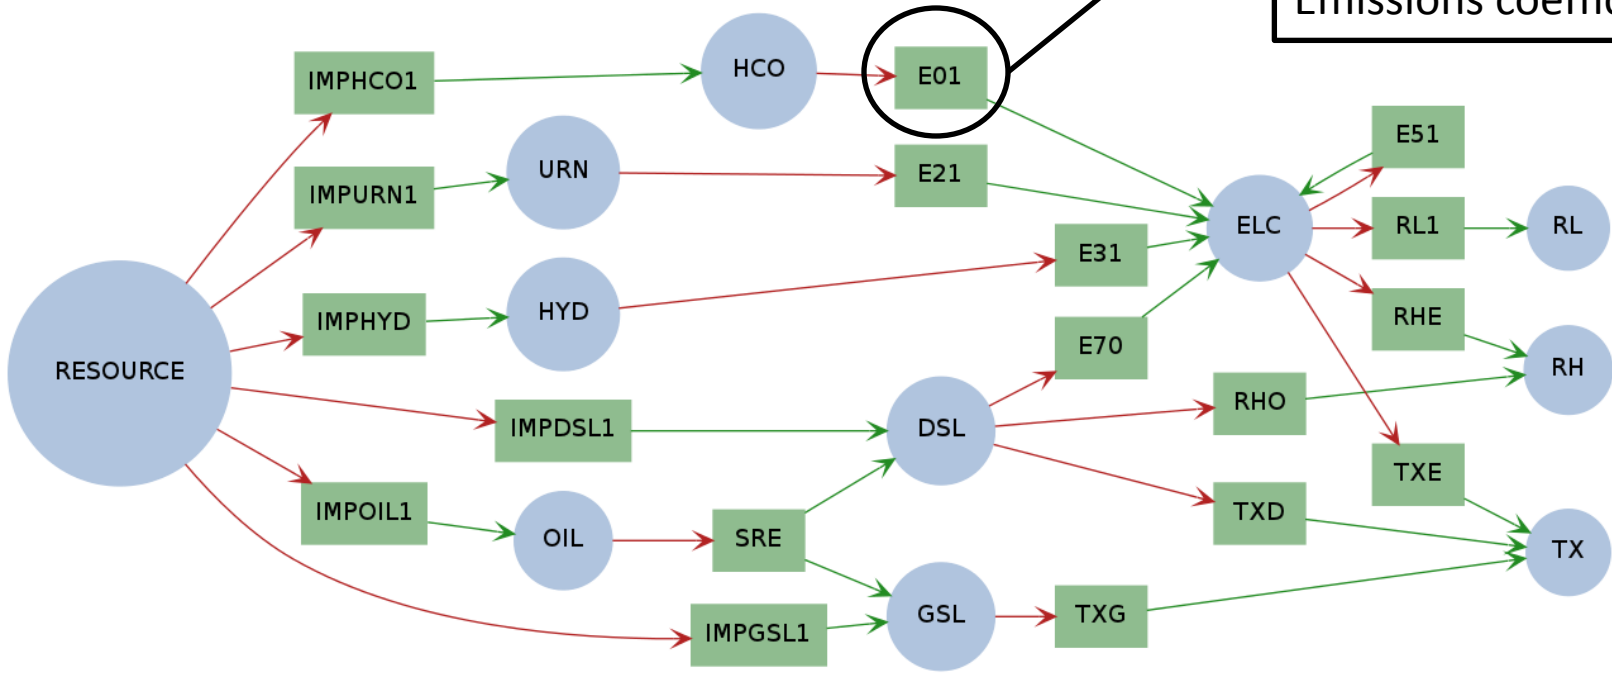 Emissions
HCO
IMPHCO1
E01
E51
URN
E21
IMPURN1
ELC
RL1
RL
E31
HYD
IMPHYD
RHE
E70
RH
RESOURCE
RHO
IMPDSL1
DSL
TXE
IMPOIL1
TXD
OIL
SRE
TX
GSL
TXG
IMPGSL1